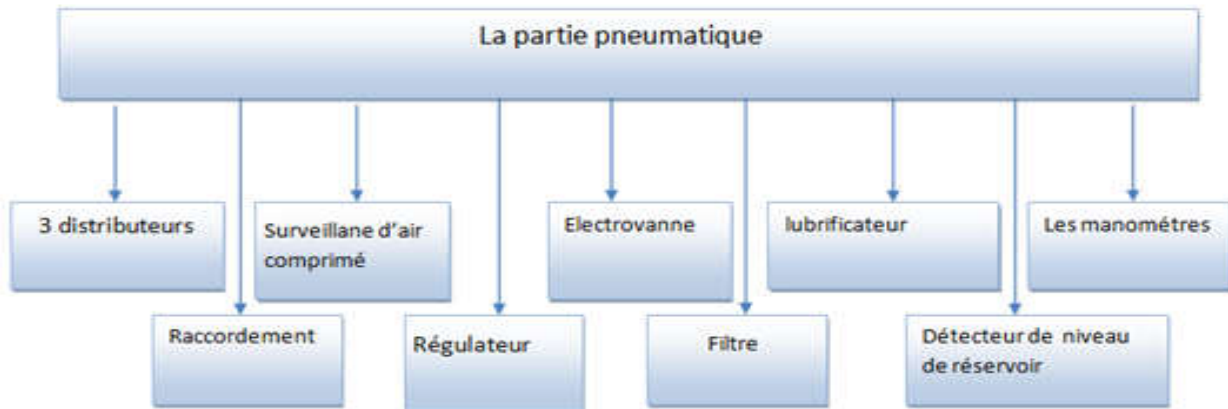 La partie pneumatique
3 distributeurs
Surveillane d'air
comprimé
Electrovanne
lubrificateur
Les manométres
Raccordement
Régulateur
Filtre
Détecteur de niveau
de réservoir